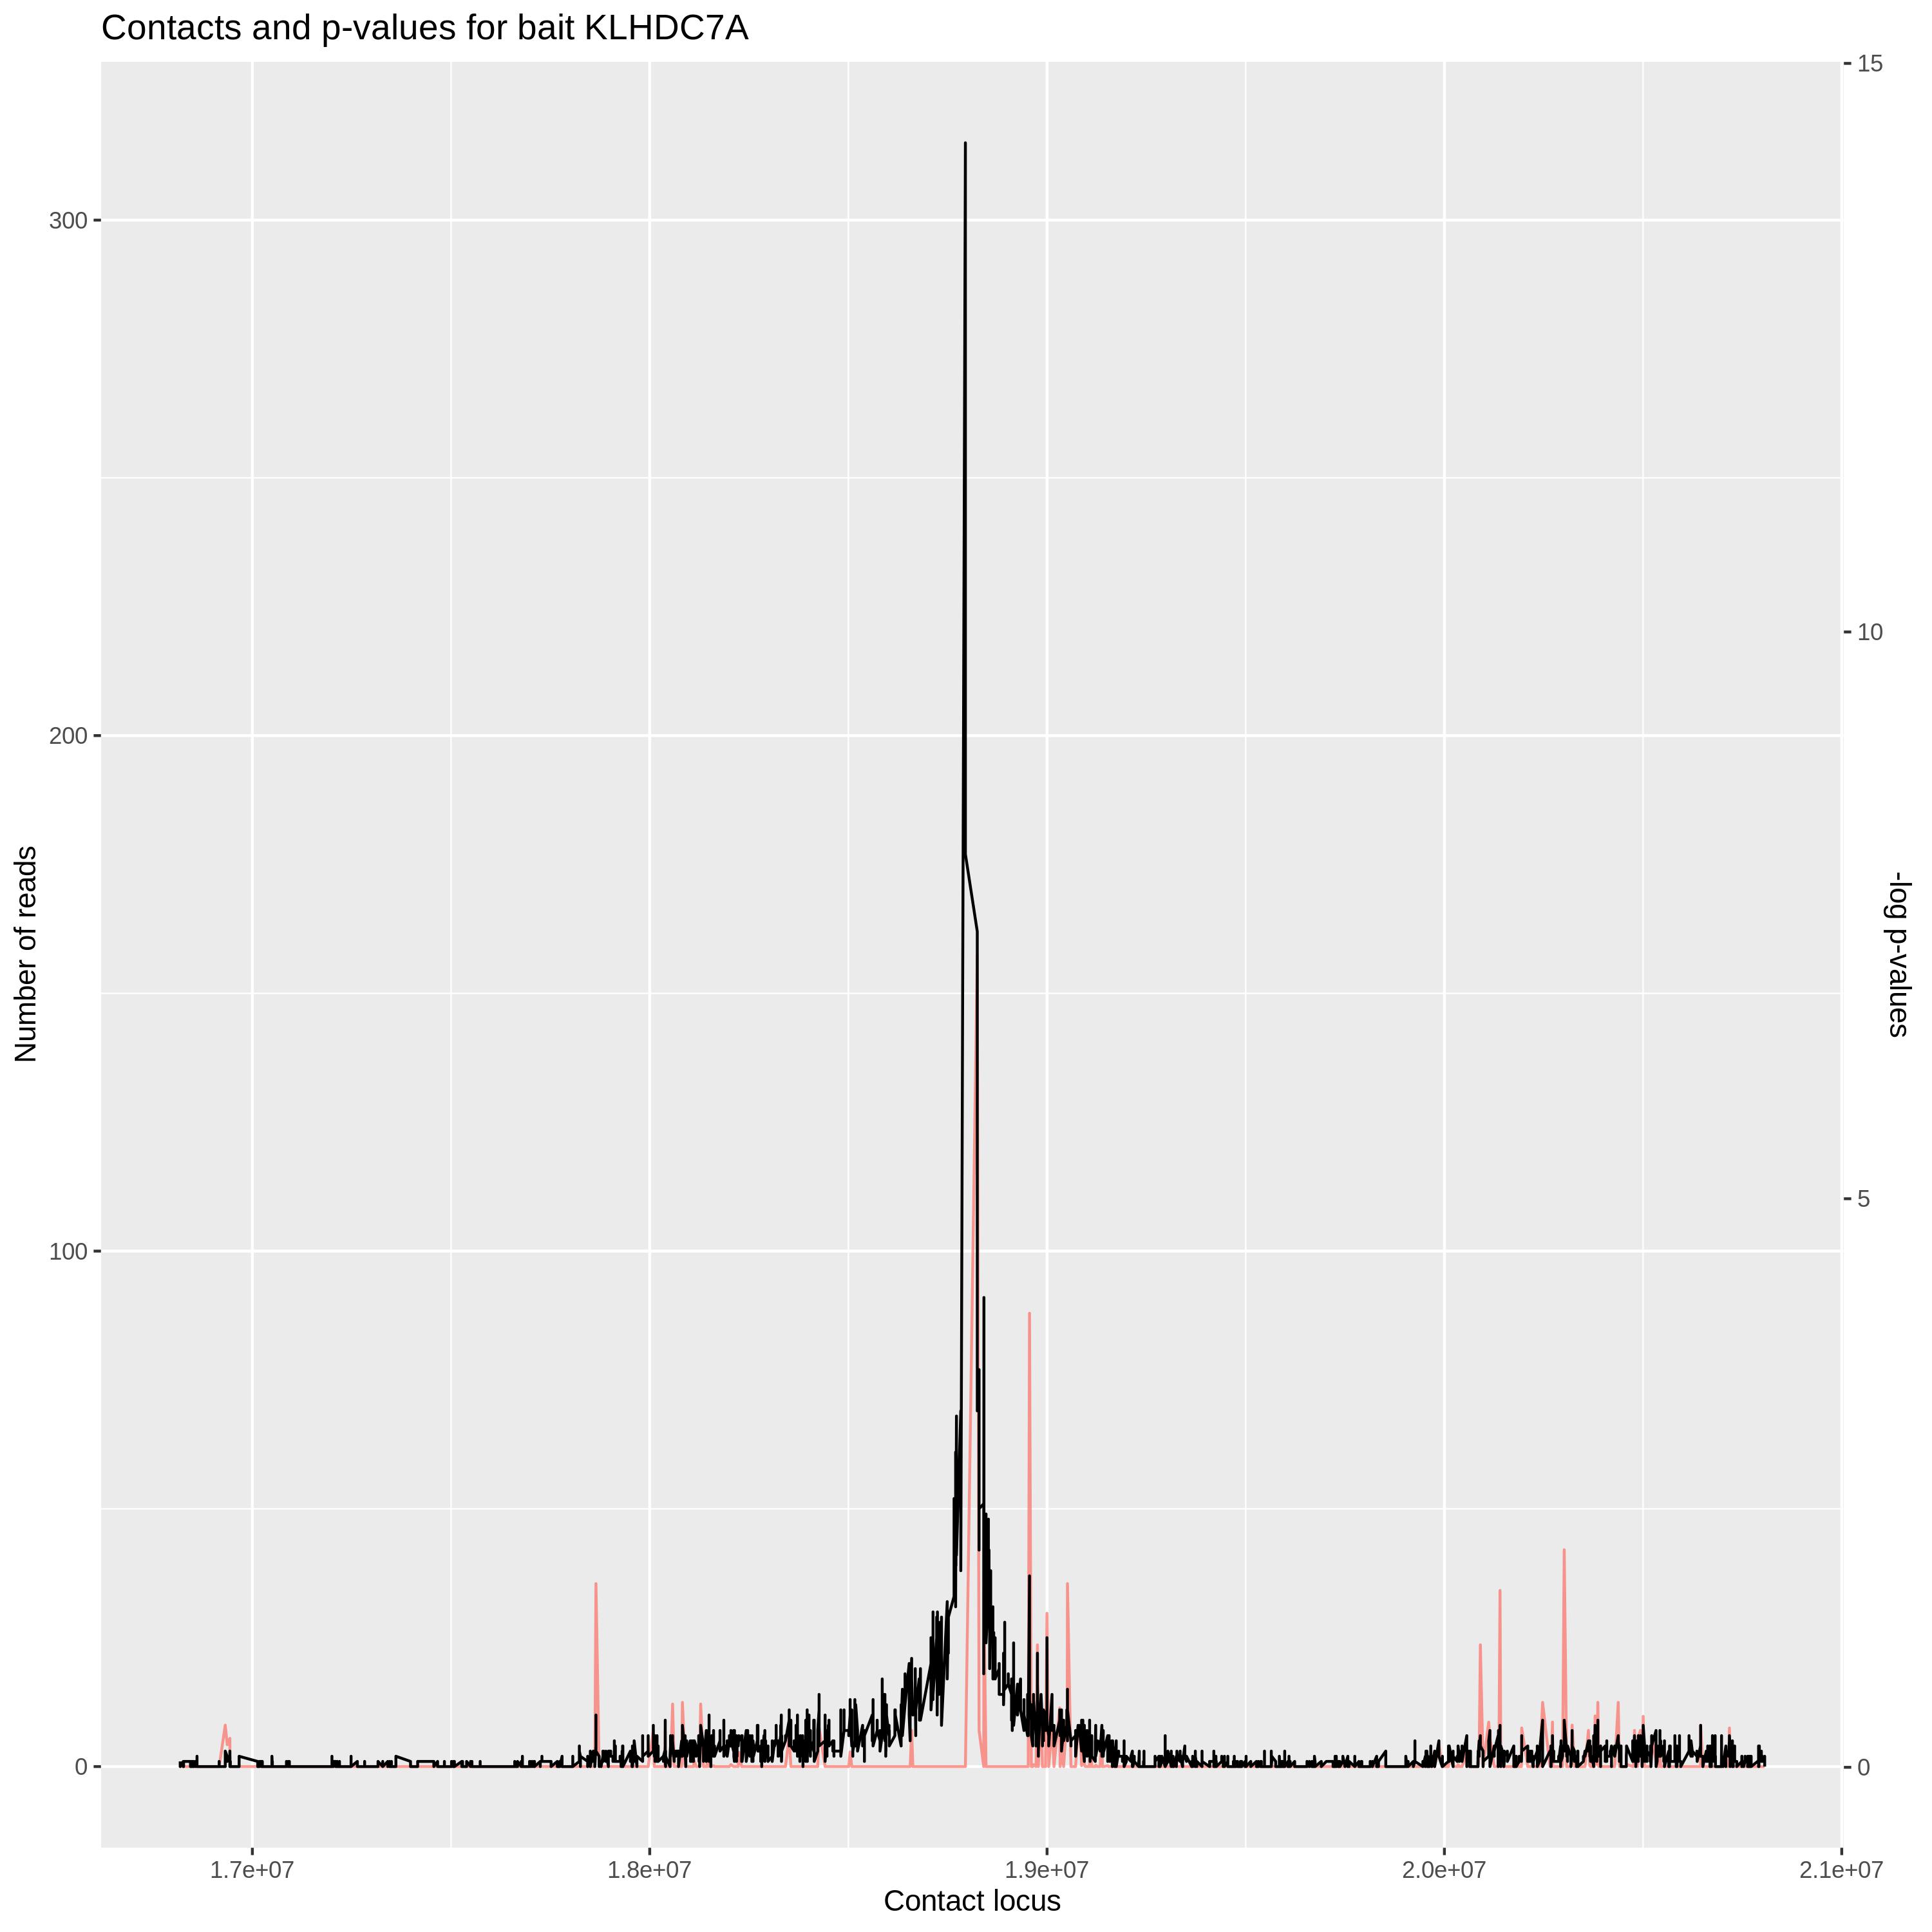 Contacts and p-values for bait KLHDC7A
Number of reads
300
200
100
0
15
10
5
0
-log p-values
1.7e+07
1.8e+07
1.9e+07
2.0e+07
2.1e+07
Contact locus